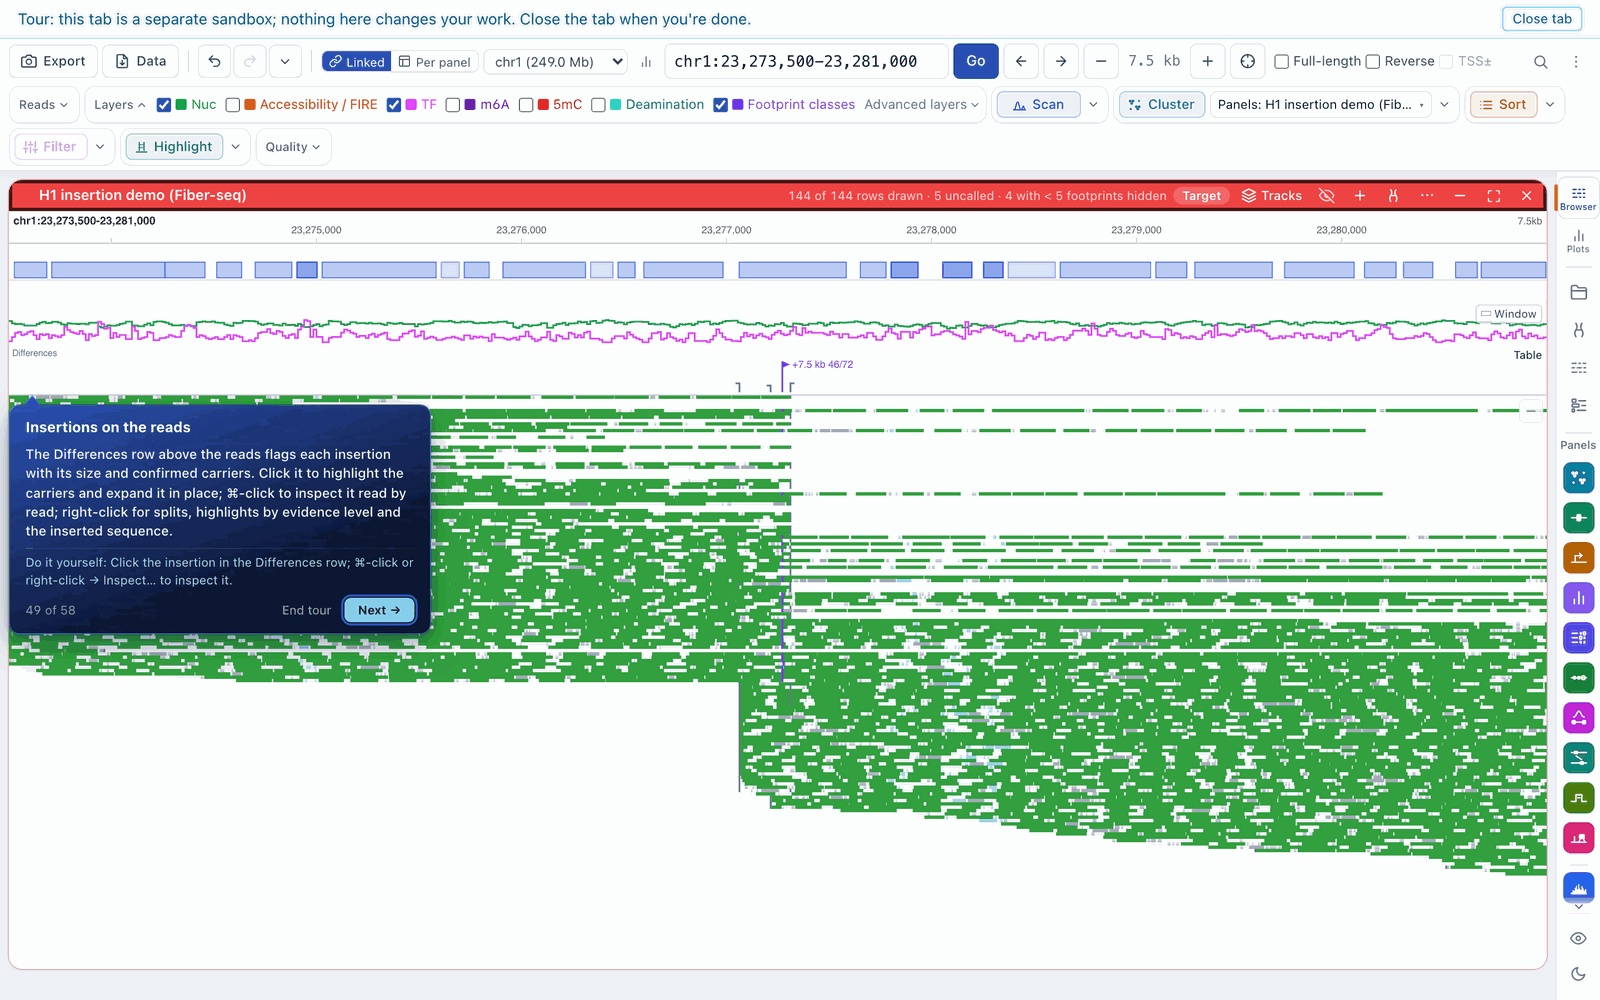 Tour: this tab is a separate sandbox; nothing here changes your work. Close the tab when you're done.
Close tab
Export
Data
Linked
Per panel
chr1 (249.0 Mb)
chr1:23,273,500–23,281,000
Go
7.5 kb
Full-length
Reverse
TSS±
Reads
Layers
Nuc
Accessibility / FIRE
TF
m6A
5mC
Deamination
Footprint classes
Advanced layers
Scan
Cluster
Panels: H1 insertion demo (Fib...
Sort
Filter
Highlight
Quality
H1 insertion demo (Fiber-seq)
144 of 144 rows drawn · 5 uncalled · 4 with < 5 footprints hidden
Target
Tracks
chr1:23,273,500-23,281,000
7.5kb
23,275,000
23,276,000
23,277,000
23,278,000
23,279,000
23,280,000
Window
Differences
Table
+7.5 kb 46/72
Insertions on the reads
The Differences row above the reads flags each insertion
with its size and confirmed carriers. Click it to highlight the
carriers and expand it in place; ⌘-click to inspect it read by
read; right-click for splits, highlights by evidence level and
the inserted sequence.
Do it yourself: Click the insertion in the Differences row; ⌘-click or
right-click → Inspect... to inspect it.
49 of 58
End tour
Next →
Browser
Plots
Panels